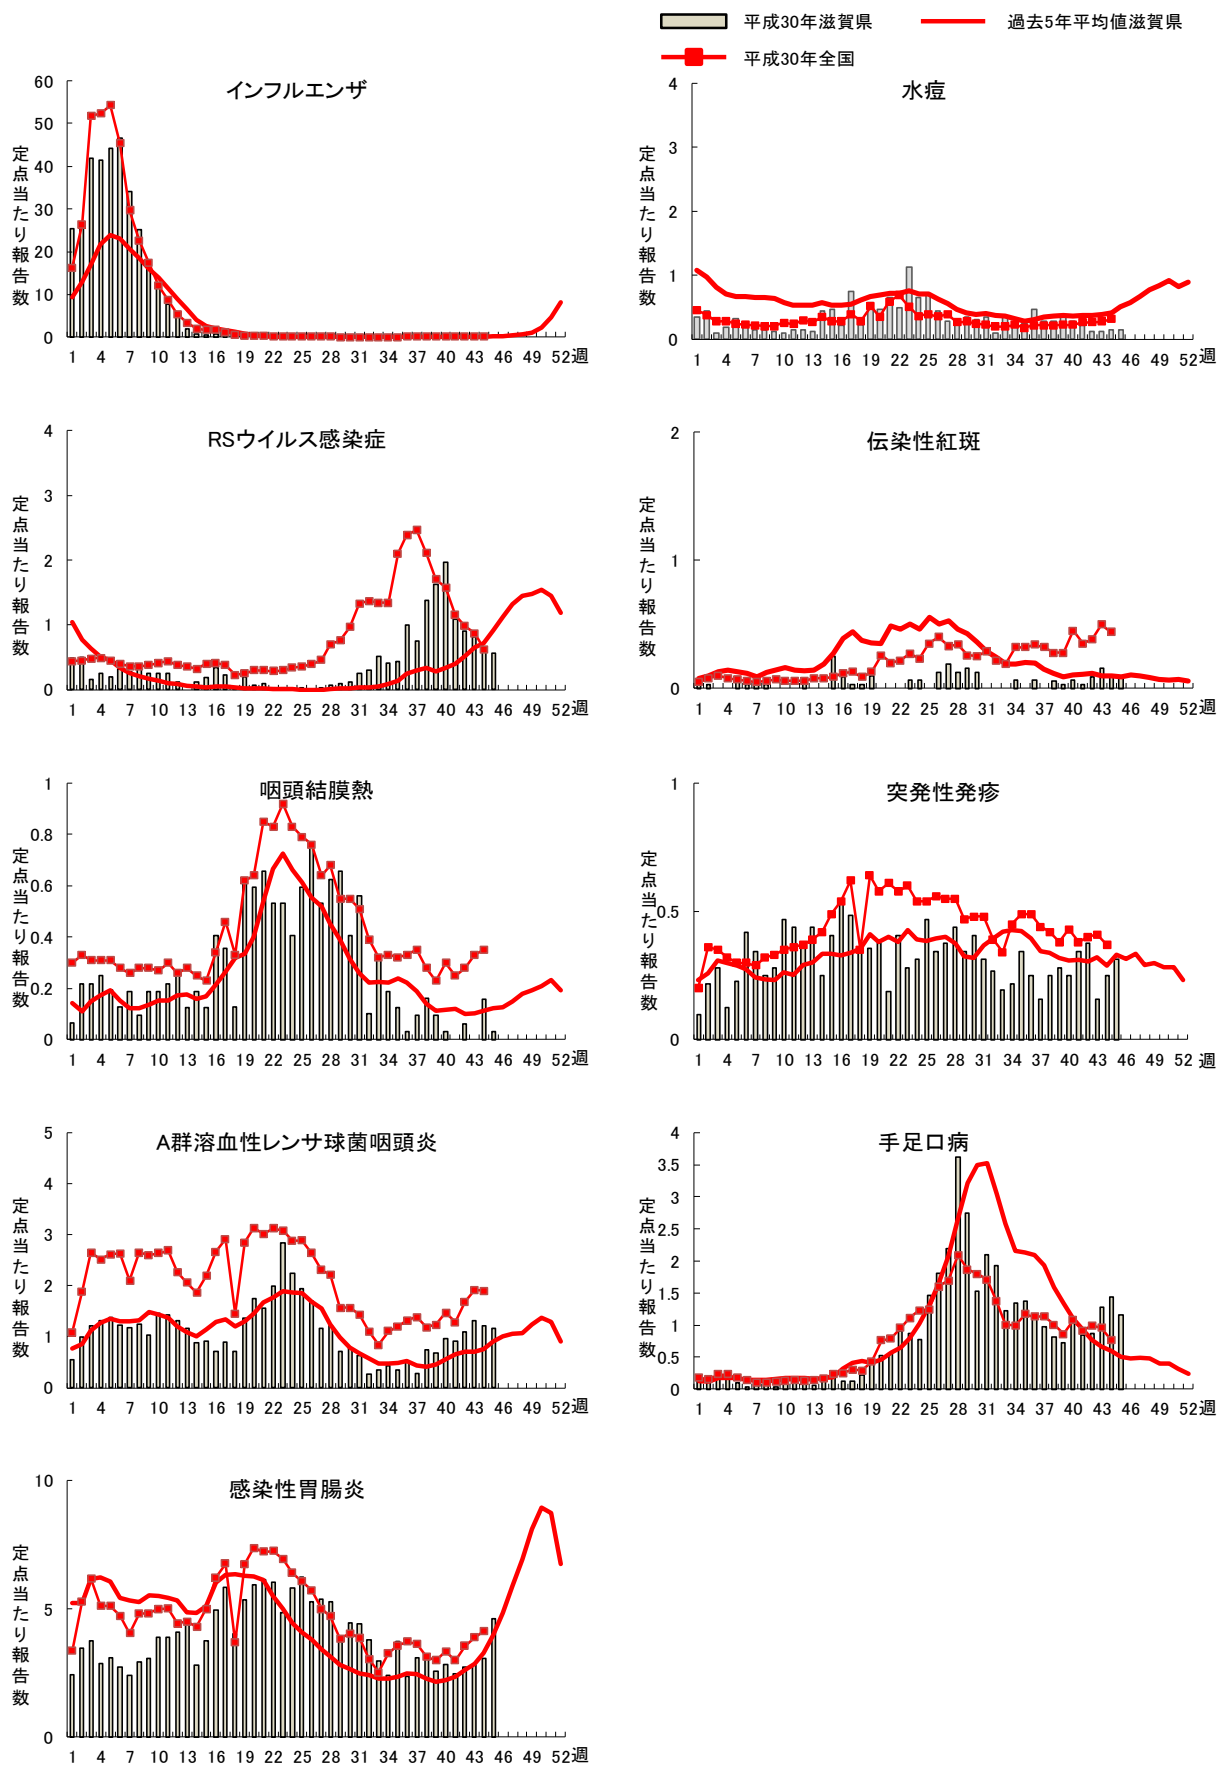 平成30年滋賀県
過去5年平均値滋賀県
平成30年全国
インフルエンザ
定点当たり報告数
60
50
40
30
20
10
0
1 4 7 10 13 16 19 22 25 28 31 34 37 40 43 46 49 52週
水痘
定点当たり報告数
4
3
2
1
0
1 4 7 10 13 16 19 22 25 28 31 34 37 40 43 46 49 52週
RSウイルス感染症
定点当たり報告数
4
3
2
1
0
1 4 7 10 13 16 19 22 25 28 31 34 37 40 43 46 49 52週
伝染性紅斑
定点当たり報告数
2
1
0
1 4 7 10 13 16 19 22 25 28 31 34 37 40 43 46 49 52週
咽頭結膜熱
定点当たり報告数
1
0.8
0.6
0.4
0.2
0
1 4 7 10 13 16 19 22 25 28 31 34 37 40 43 46 49 52週
突発性発疹
定点当たり報告数
1
0.5
0
1 4 7 10 13 16 19 22 25 28 31 34 37 40 43 46 49 52週
A群溶血性レンサ球菌咽頭炎
定点当たり報告数
5
4
3
2
1
0
1 4 7 10 13 16 19 22 25 28 31 34 37 40 43 46 49 52週
手足口病
定点当たり報告数
4
3.5
3
2.5
2
1.5
1
0.5
0
1 4 7 10 13 16 19 22 25 28 31 34 37 40 43 46 49 52週
感染性胃腸炎
定点当たり報告数
10
5
0
1 4 7 10 13 16 19 22 25 28 31 34 37 40 43 46 49 52週